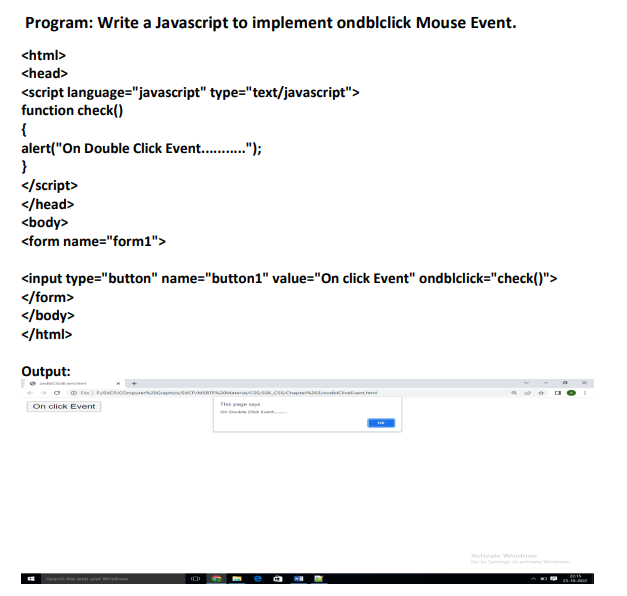 Program: Write a Javascript to implement ondblclick Mouse Event.
<html>
<head>
<script language="javascript" type="text/javascript">
function check()
{
alert("On Double Click Event...........");
}
</script>
</head>
<body>
<form name="form1">
<input type="button" name="button1" value="On click Event" ondblclick="check()">
</form>
</body>
</html>
Output:
ondblClickEvent.html
File | F:/SVCP/COmputer%20Graphics/SVCP/MSBTE%20Material/CSS/SSK_CSS/Chapter%203/ondblClickEvent.html
On click Event
This page says
On Double Click Event...........
OK
Activate Windows
Go to Settings to activate Windows.
Search the web and Windows
22:15
25-10-2022